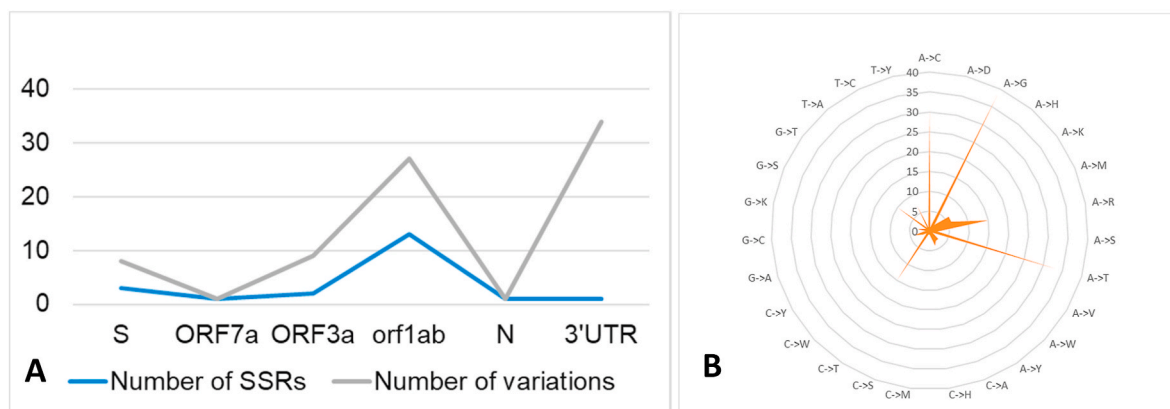 40
30
20
10
0
S ORF7a ORF3a orf1ab N 3'UTR
A
Number of SSRs Number of variations
A->C
A->D
A->G
A->H
A->K
A->M
A->R
A->S
A->T
A->V
A->W
A->Y
C->A
C->H
C->M
C->S
C->T
C->W
C->Y
G->A
G->C
G->K
G->S
G->T
T->A
T->C
T->Y
40
35
30
25
20
15
10
5
0
B